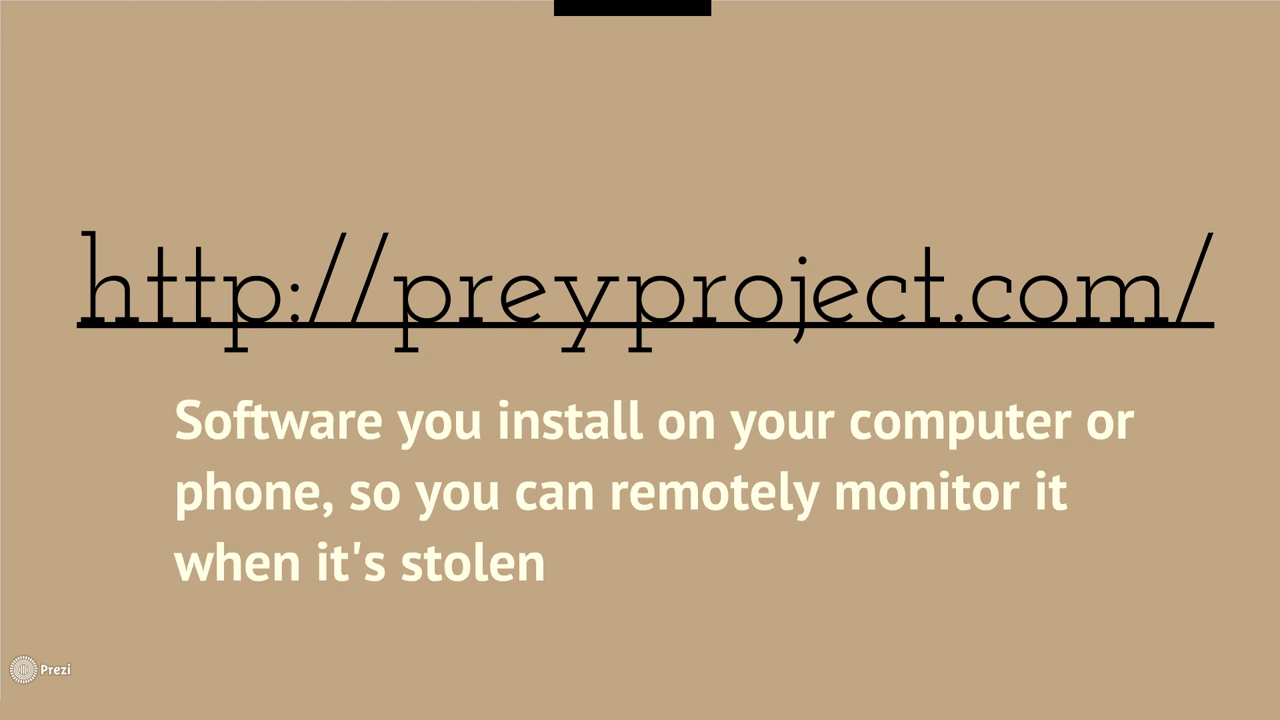 http://preyproject.com/
Software you install on your computer or
phone, so you can remotely monitor it
when it's stolen
Prezi